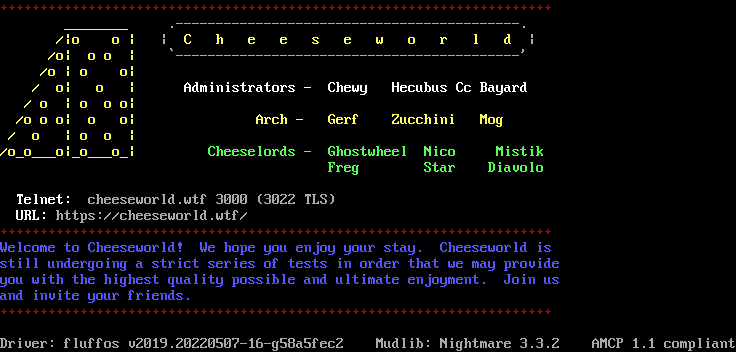 C h e e s e w o r l d
Administrators - Chewy Hecubus Cc Bayard
Arch - Gerf Zucchini Mog
Cheeselords - Ghostwheel Nico Mistik
Freg Star Diavolo
Telnet: cheeseworld.wtf 3000 (3022 TLS)
URL: https://cheeseworld.wtf/
Welcome to Cheeseworld! We hope you enjoy your stay. Cheeseworld is
still undergoing a strict series of tests in order that we may provide
you with the highest quality possible and ultimate enjoyment. Join us
and invite your friends.
Driver: fluffos v2019.20220507-16-g58a5fec2 Mudlib: Nightmare 3.3.2 AMCP 1.1 compliant